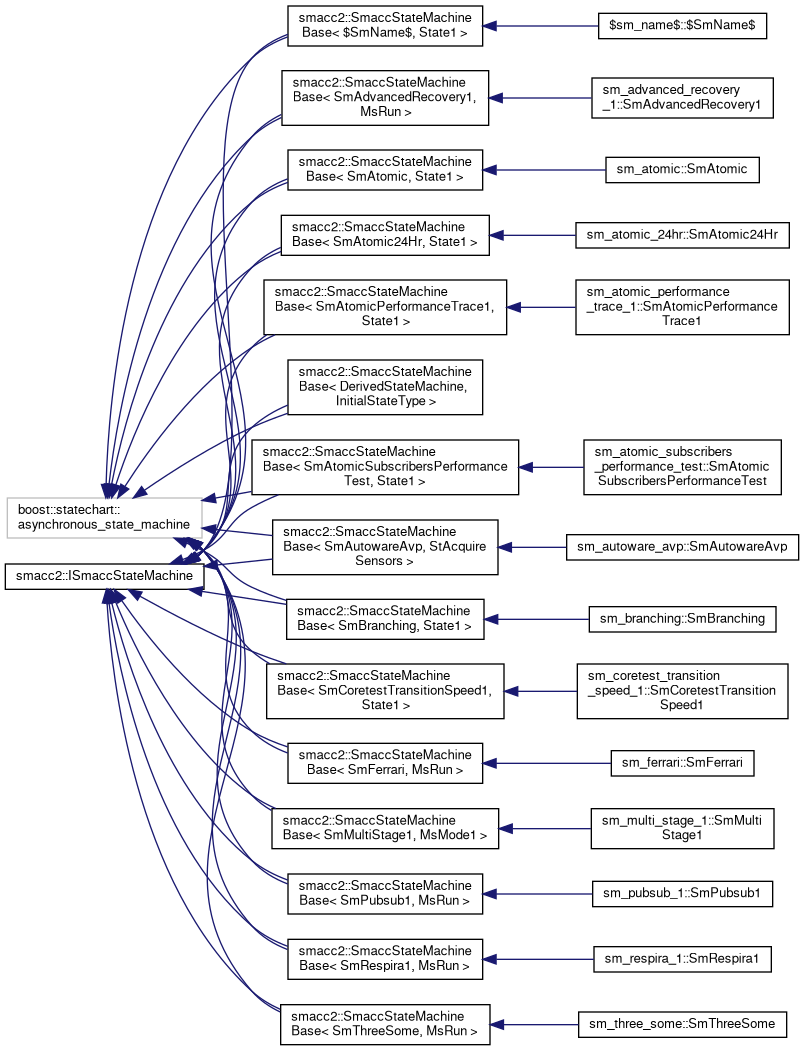 smacc2::SmaccStateMachine
Base< $SmName$, State1 >
$sm_name$::$SmName$
smacc2::SmaccStateMachine
Base< SmAdvancedRecovery1,
MsRun >
sm_advanced_recovery
_1::SmAdvancedRecovery1
smacc2::SmaccStateMachine
Base< SmAtomic, State1 >
sm_atomic::SmAtomic
smacc2::SmaccStateMachine
Base< SmAtomic24Hr, State1 >
sm_atomic_24hr::SmAtomic24Hr
smacc2::SmaccStateMachine
Base< SmAtomicPerformanceTrace1,
State1 >
sm_atomic_performance
_trace_1::SmAtomicPerformance
Trace1
smacc2::SmaccStateMachine
Base< DerivedStateMachine,
InitialStateType >
smacc2::SmaccStateMachine
Base< SmAtomicSubscribersPerformance
Test, State1 >
sm_atomic_subscribers
_performance_test::SmAtomic
SubscribersPerformanceTest
boost::statechart::
asynchronous_state_machine
smacc2::SmaccStateMachine
Base< SmAutowareAvp, StAcquire
Sensors >
sm_autoware_avp::SmAutowareAvp
smacc2::ISmaccStateMachine
smacc2::SmaccStateMachine
Base< SmBranching, State1 >
sm_branching::SmBranching
smacc2::SmaccStateMachine
Base< SmCoretestTransitionSpeed1,
State1 >
sm_coretest_transition
_speed_1::SmCoretestTransition
Speed1
smacc2::SmaccStateMachine
Base< SmFerrari, MsRun >
sm_ferrari::SmFerrari
smacc2::SmaccStateMachine
Base< SmMultiStage1, MsMode1 >
sm_multi_stage_1::SmMulti
Stage1
smacc2::SmaccStateMachine
Base< SmPubsub1, MsRun >
sm_pubsub_1::SmPubsub1
smacc2::SmaccStateMachine
Base< SmRespira1, MsRun >
sm_respira_1::SmRespira1
smacc2::SmaccStateMachine
Base< SmThreeSome, MsRun >
sm_three_some::SmThreeSome